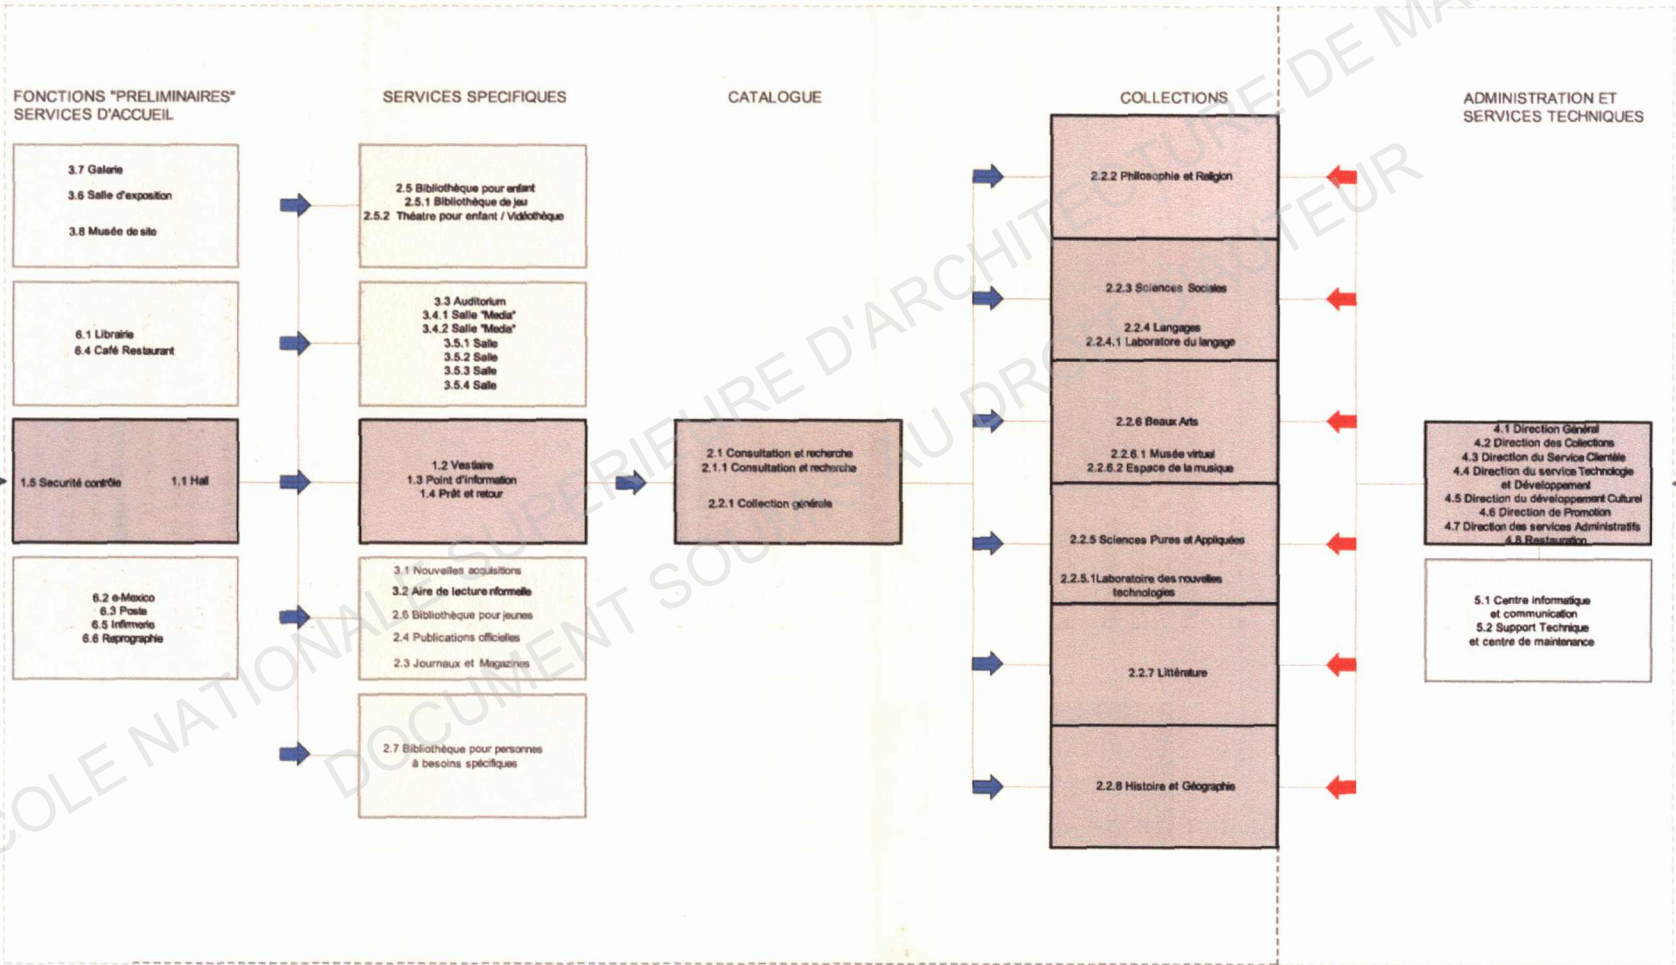 FONCTIONS "PRELIMINAIRES"
SERVICES D'ACCUEIL
3.7 Galerie
3.6 Salle d'exposition
3.8 Musée de site
6.1 Librairie
6.4 Café Restaurant
1.5 Securité contrôle 1.1 Hall
6.2 e-Mexico
6.3 Poste
6.5 Infirmerie
6.6 Reprographie
SERVICES SPECIFIQUES
2.5 Bibliothèque pour enfant
2.5.1 Bibliothèque de jeu
2.5.2 Théatre pour enfant / Vidéothèque
3.3 Auditorium
3.4.1 Salle "Media"
3.4.2 Salle "Media"
3.5.1 Salle
3.5.2 Salle
3.5.3 Salle
3.5.4 Salle
1.2 Vestiaire
1.3 Point d'information
1.4 Prêt et retour
3.1 Nouvelles acquisitions
3.2 Aire de lecture nformelle
2.6 Bibliothèque pour jeunes
2.4 Publications officielles
2.3 Journaux et Magazines
2.7 Bibliothèque pour personnes
à besoins spécifiques
CATALOGUE
2.1 Consultation et recherche
2.1.1 Consultation et recherche
2.2.1 Collection générale
COLLECTIONS
2.2.2 Philosophie et Religion
2.2.3 Sciences Sociales
2.2.4 Langages
2.2.4.1 Laboratore du langage
2.2.6 Beaux Arts
2.2.6.1 Musée virtuel
2.2.6.2 Espace de la musique
2.2.5 Sciences Pures et Appliquées
2.2.5.1Laboratoire des nouvelles
technologies
2.2.7 Littérature
2.2.8 Histoire et Géographie
ADMINISTRATION ET
SERVICES TECHNIQUES
4.1 Direction Général
4.2 Direction des Collections
4.3 Direction du Service Clientèle
4.4 Direction du service Technologie
et Développement
4.5 Direction du développement Culturel
4.6 Direction de Promotion
4.7 Direction des services Administratifs
4.8 Restauration
5.1 Centre informatique
et communication
5.2 Support Technique
et centre de maintenance
COLE NATIONALE SUPERIEURE D'ARCHITECTURE DE MA
DOCUMENT SOUMIS AU DROIT D'AUTEUR